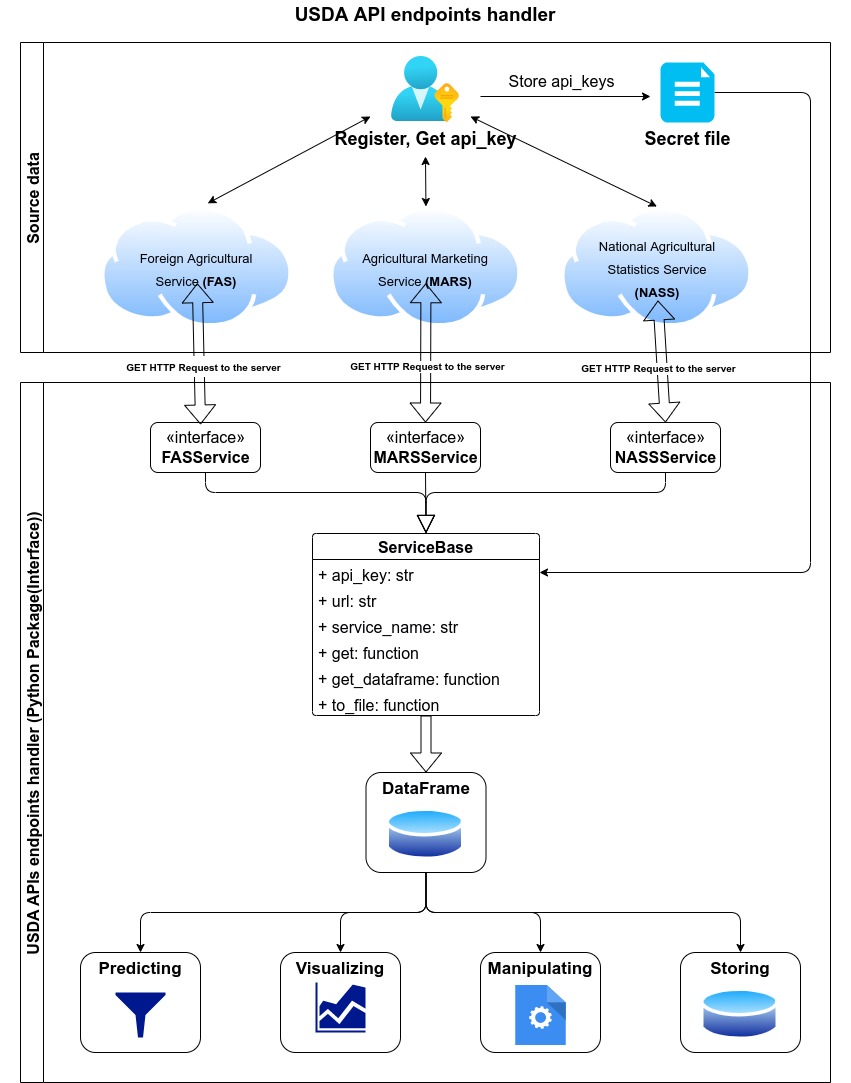 USDA API endpoints handler
Source data
Store api_keys
Register, Get api_key
Secret file
Foreign Agricultural
Service (FAS)
Agricultural Marketing
Service (MARS)
National Agricultural
Statistics Service
(NASS)
GET HTTP Request to the server
GET HTTP Request to the server
GET HTTP Request to the server
USDA APIs endpoints handler (Python Package(Interface))
«interface»
FASService
«interface»
MARSService
«interface»
NASSService
ServiceBase
+ api_key: str
+ url: str
+ service_name: str
+ get: function
+ get_dataframe: function
+ to_file: function
DataFrame
Predicting
Visualizing
Manipulating
Storing